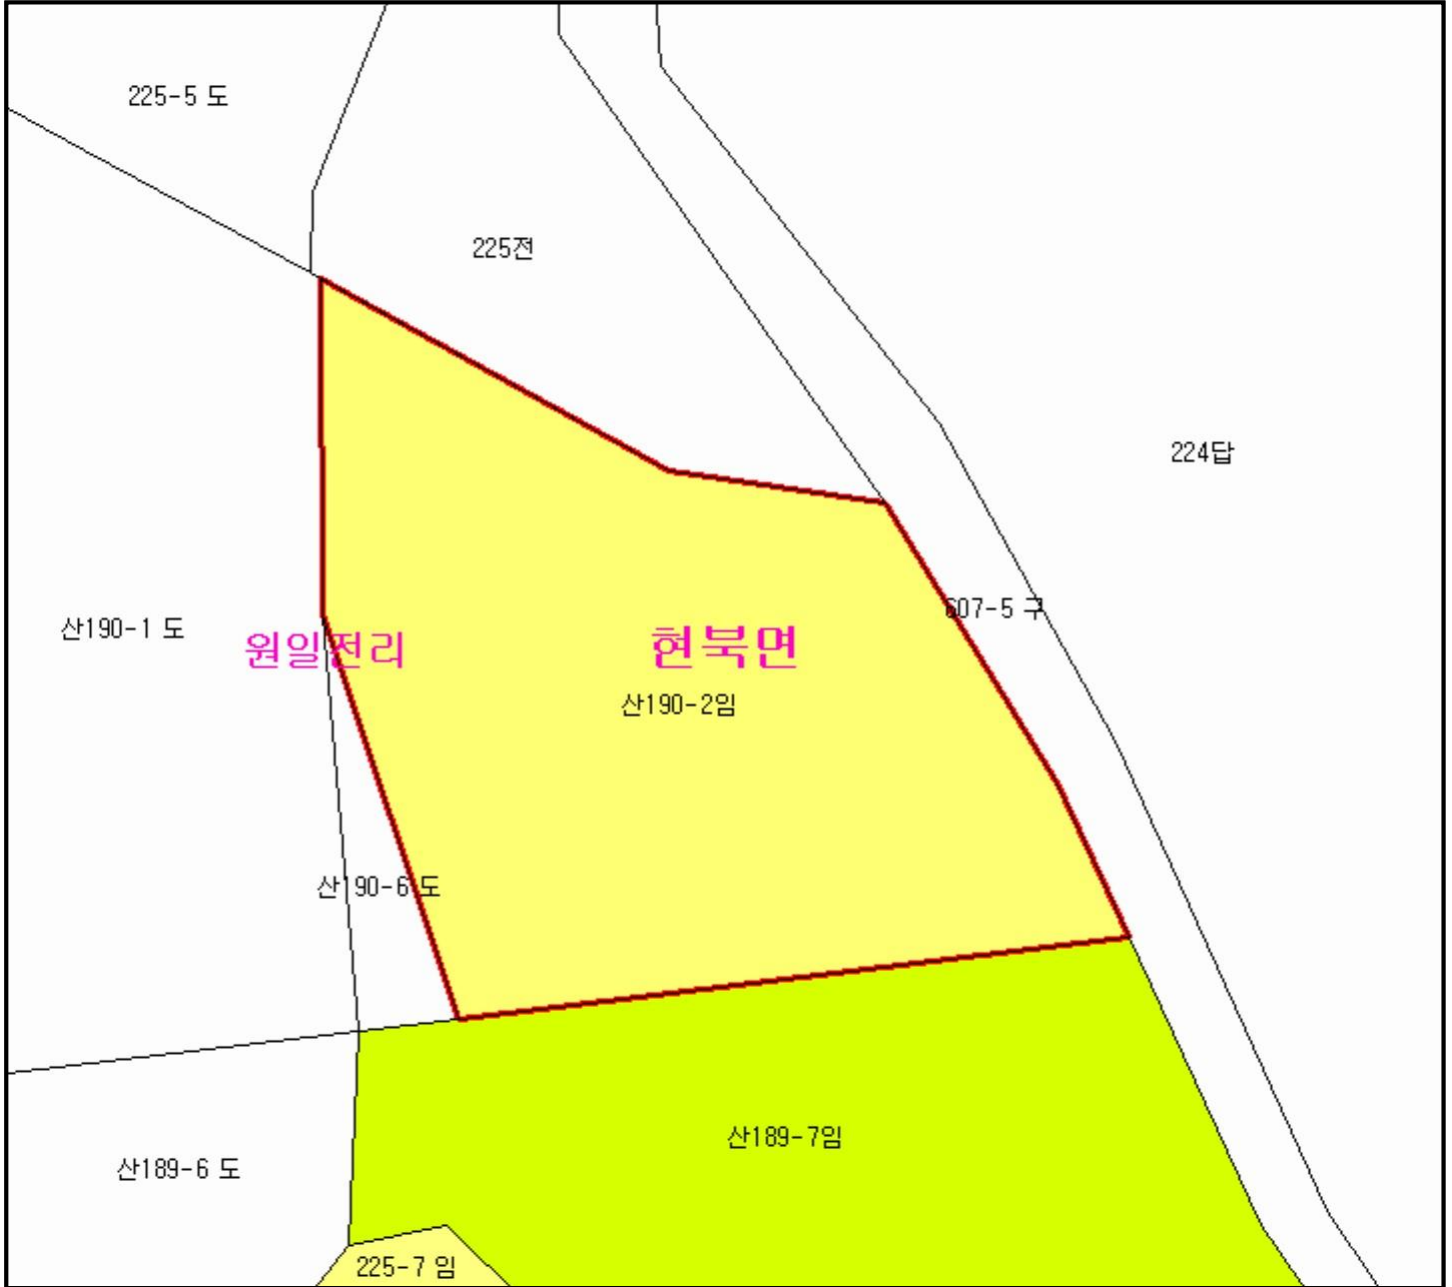 225-5 도
225전
224답
607-5 구
산190-1 도
원일전리
현북면
산190-2임
산190-6 도
산189-7임
산189-6 도
225-7 임